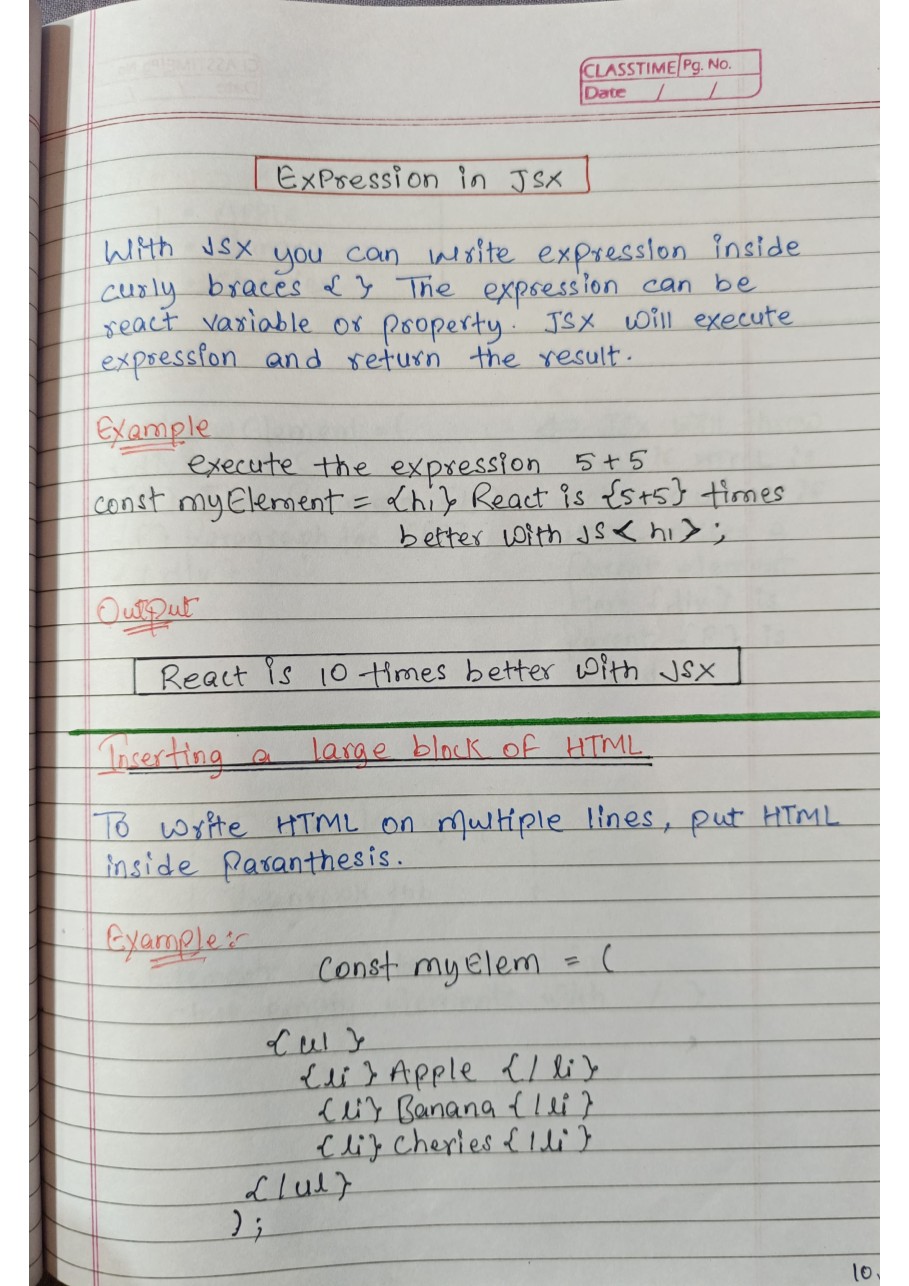 CLASSTIME Pg. No.
Date / /
Expression in JSX
With JSX you can write expression inside
curly braces { } The expression can be
react variable or property. JSX will execute
expression and return the result.
Example
execute the expression 5+5
const myElement = {h1} React is {5+5} times
better with JS < h1 > ;
Output
React is 10 times better with JSX
Inserting a large block of HTML
To write HTML on multiple lines, put HTML
inside Paranthesis.
Example :-
Const myElem = (
{ ul }
{ li } Apple { / li }
{ li } Banana { / li }
{ li } Cheries { / li }
{ / ul }
) ;
10.